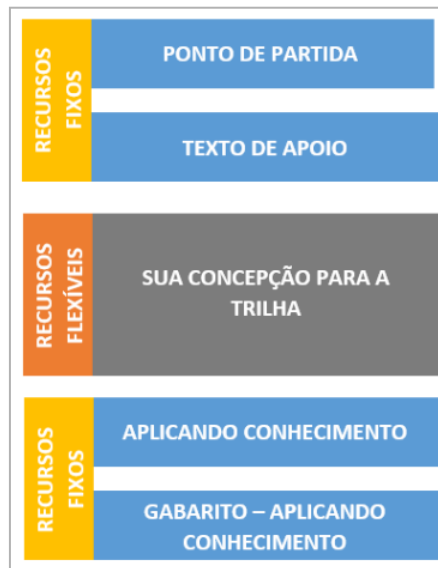 RECURSOS
FIXOS
PONTO DE PARTIDA
TEXTO DE APOIO
RECURSOS
FLEXÍVEIS
SUA CONCEPÇÃO PARA A
TRILHA
RECURSOS
FIXOS
APLICANDO CONHECIMENTO
GABARITO – APLICANDO
CONHECIMENTO